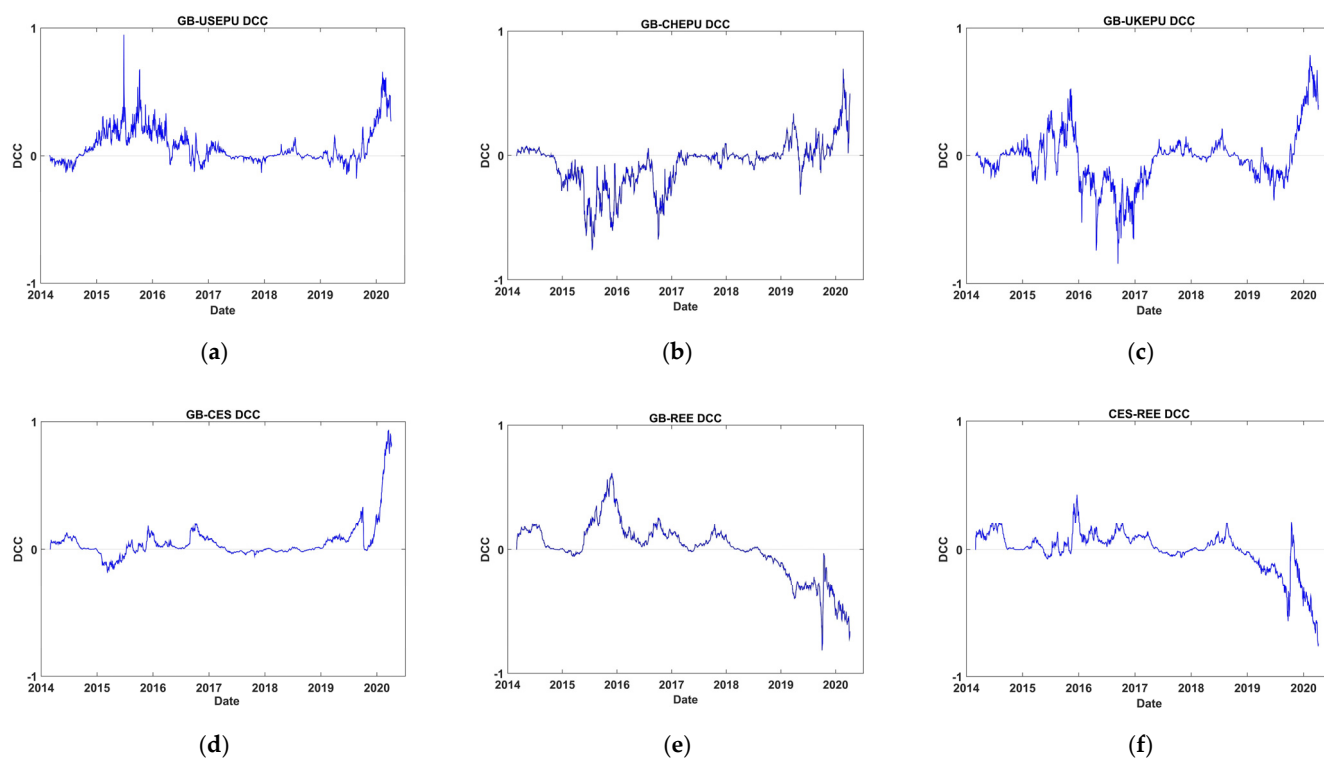 GB-USEPU DCC
1
0
-1
DCC
2014 2015 2016 2017 2018 2019 2020
Date
(a)
GB-CHEPU DCC
1
0
-1
DCC
2014 2015 2016 2017 2018 2019 2020
Date
(b)
GB-UKEPU DCC
1
0
-1
DCC
2014 2015 2016 2017 2018 2019 2020
Date
(c)
GB-CES DCC
1
0
-1
DCC
2014 2015 2016 2017 2018 2019 2020
Date
(d)
GB-REE DCC
1
0
-1
DCC
2014 2015 2016 2017 2018 2019 2020
Date
(e)
CES-REE DCC
1
0
-1
DCC
2014 2015 2016 2017 2018 2019 2020
Date
(f)